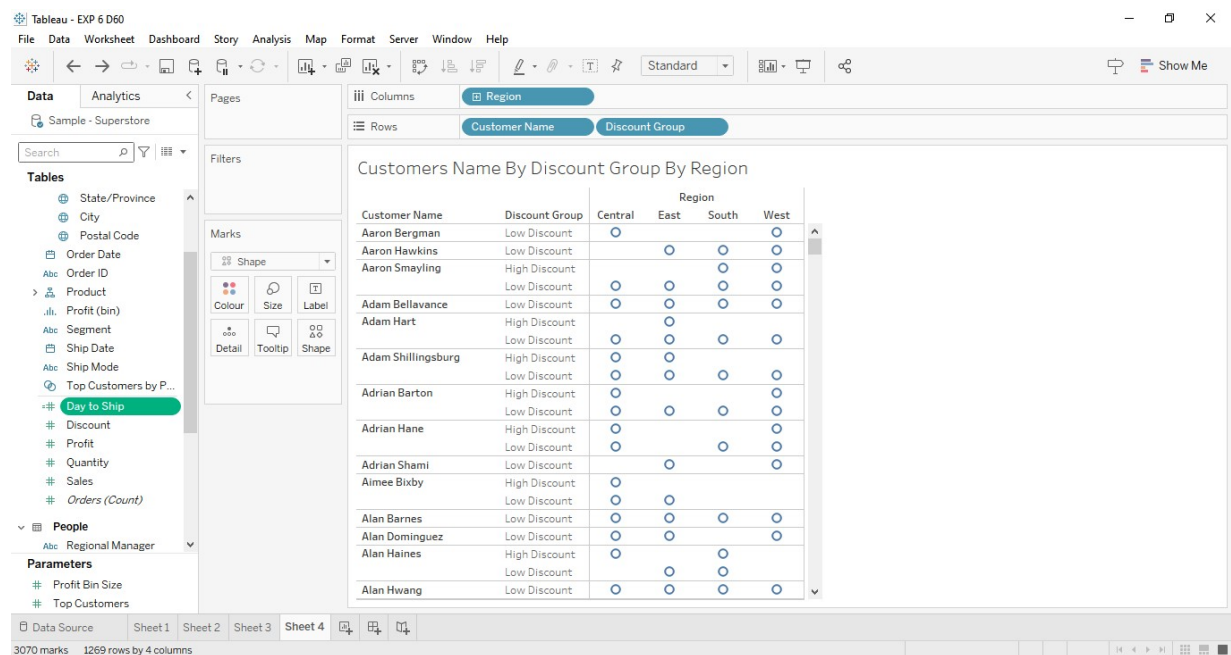 Tableau - EXP 6 D60
File Data Worksheet Dashboard Story Analysis Map Format Server Window Help
Standard
Show Me
Data Analytics
Sample - Superstore
Search
Tables
State/Province
City
Postal Code
Order Date
Abc Order ID
Product
Profit (bin)
Abc Segment
Ship Date
Abc Ship Mode
Top Customers by P...
=# Day to Ship
# Discount
# Profit
# Quantity
# Sales
# Orders (Count)
People
Abc Regional Manager
Parameters
# Profit Bin Size
# Top Customers
Pages
Filters
Marks
Shape
Colour Size Label
Detail Tooltip Shape
Columns Region
Rows Customer Name Discount Group
Customers Name By Discount Group By Region
Region
Customer Name Discount Group Central East South West
Aaron Bergman Low Discount
Aaron Hawkins Low Discount
Aaron Smayling High Discount
Low Discount
Adam Bellavance Low Discount
Adam Hart High Discount
Low Discount
Adam Shillingsburg High Discount
Low Discount
Adrian Barton High Discount
Low Discount
Adrian Hane High Discount
Low Discount
Adrian Shami Low Discount
Aimee Bixby High Discount
Low Discount
Alan Barnes Low Discount
Alan Dominguez Low Discount
Alan Haines High Discount
Low Discount
Alan Hwang Low Discount
Data Source Sheet 1 Sheet 2 Sheet 3 Sheet 4
3070 marks 1269 rows by 4 columns